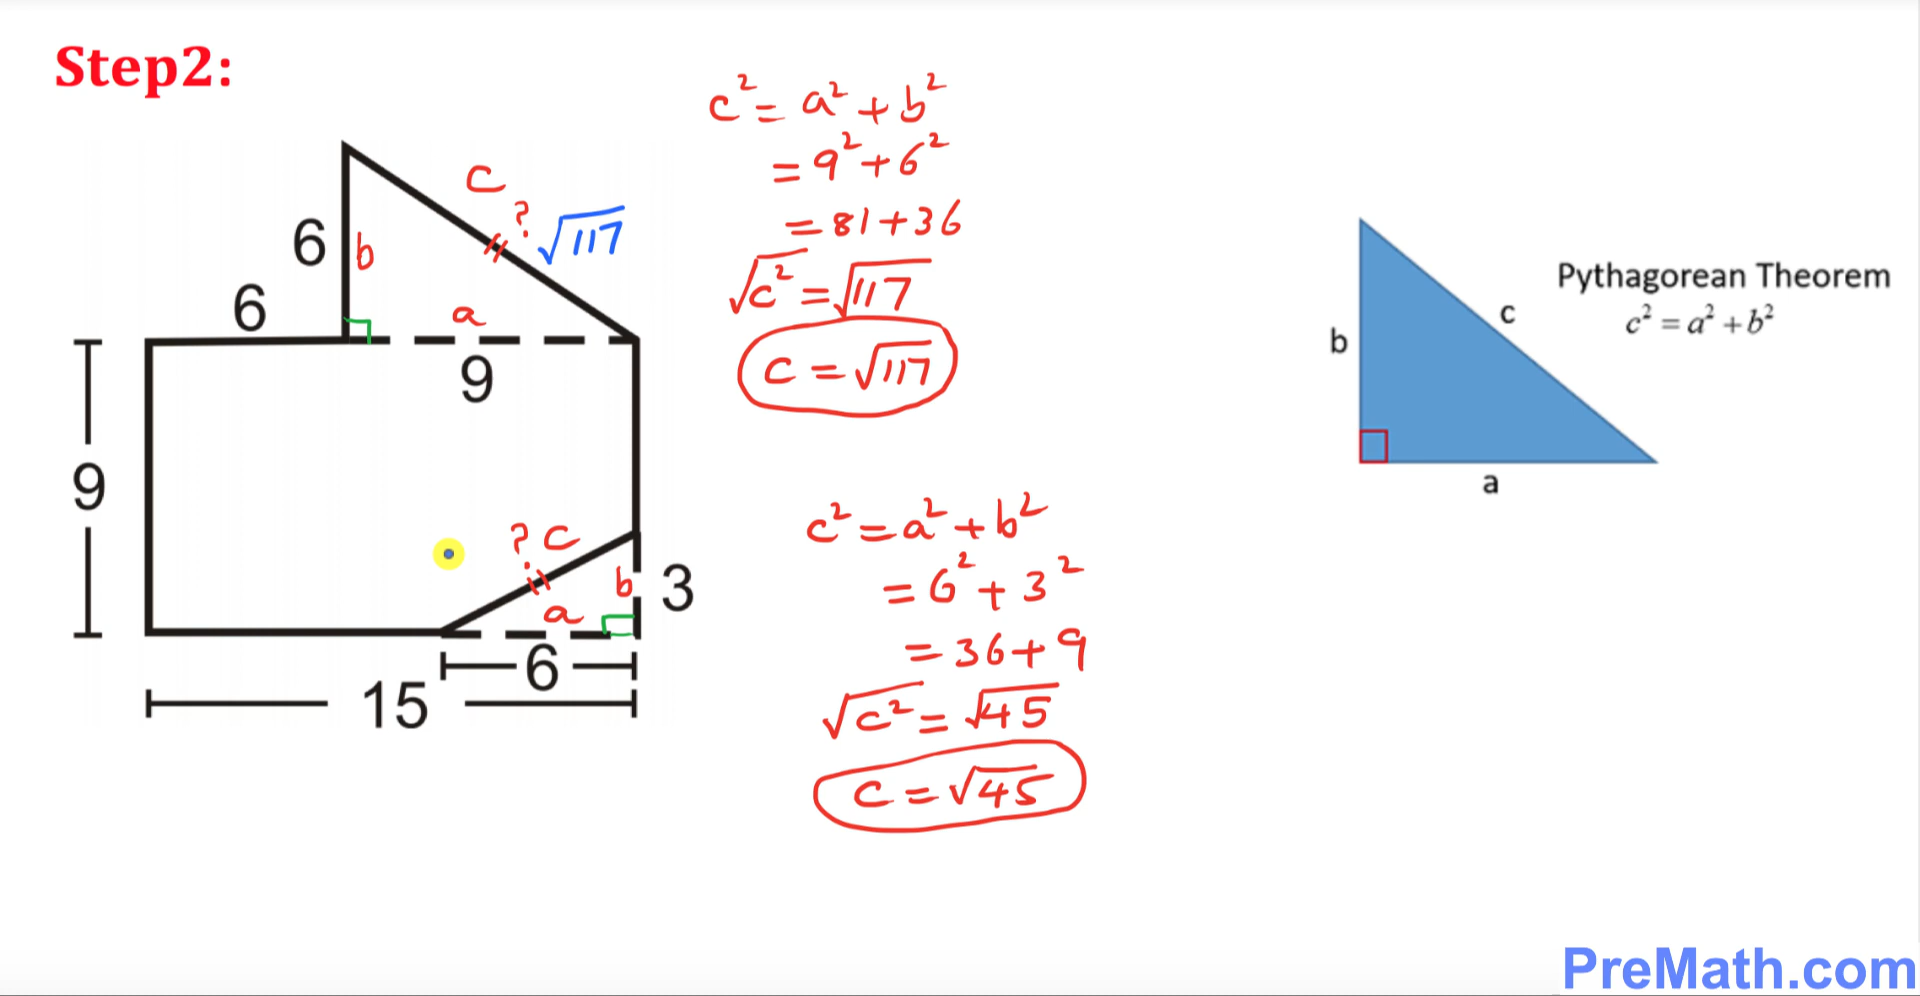 Step2:
c² = a² + b²
= 9² + 6²
= 81 + 36
√c² = √117
c = √117
c
?
√117
6
b
6
a
9
9
? c
b
3
a
6
15
c² = a² + b²
= 6² + 3²
= 36 + 9
√c² = √45
c = √45
Pythagorean Theorem
c² = a² + b²
c
b
a
PreMath.com